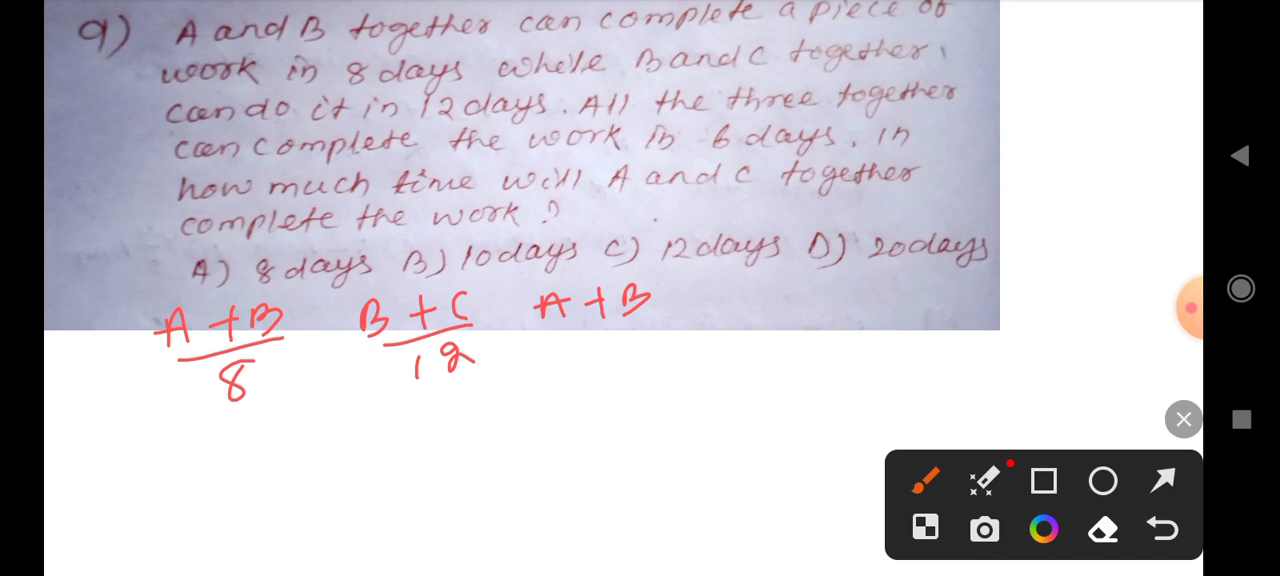 9) A and B together can complete a piece of
work in 8 days while B and C together
can do it in 12 days. All the three together
can complete the work in 6 days. In
how much time will A and C together
complete the work?
A) 8 days B) 10 days C) 12 days D) 20 days
A + B B + C A + B
8 12